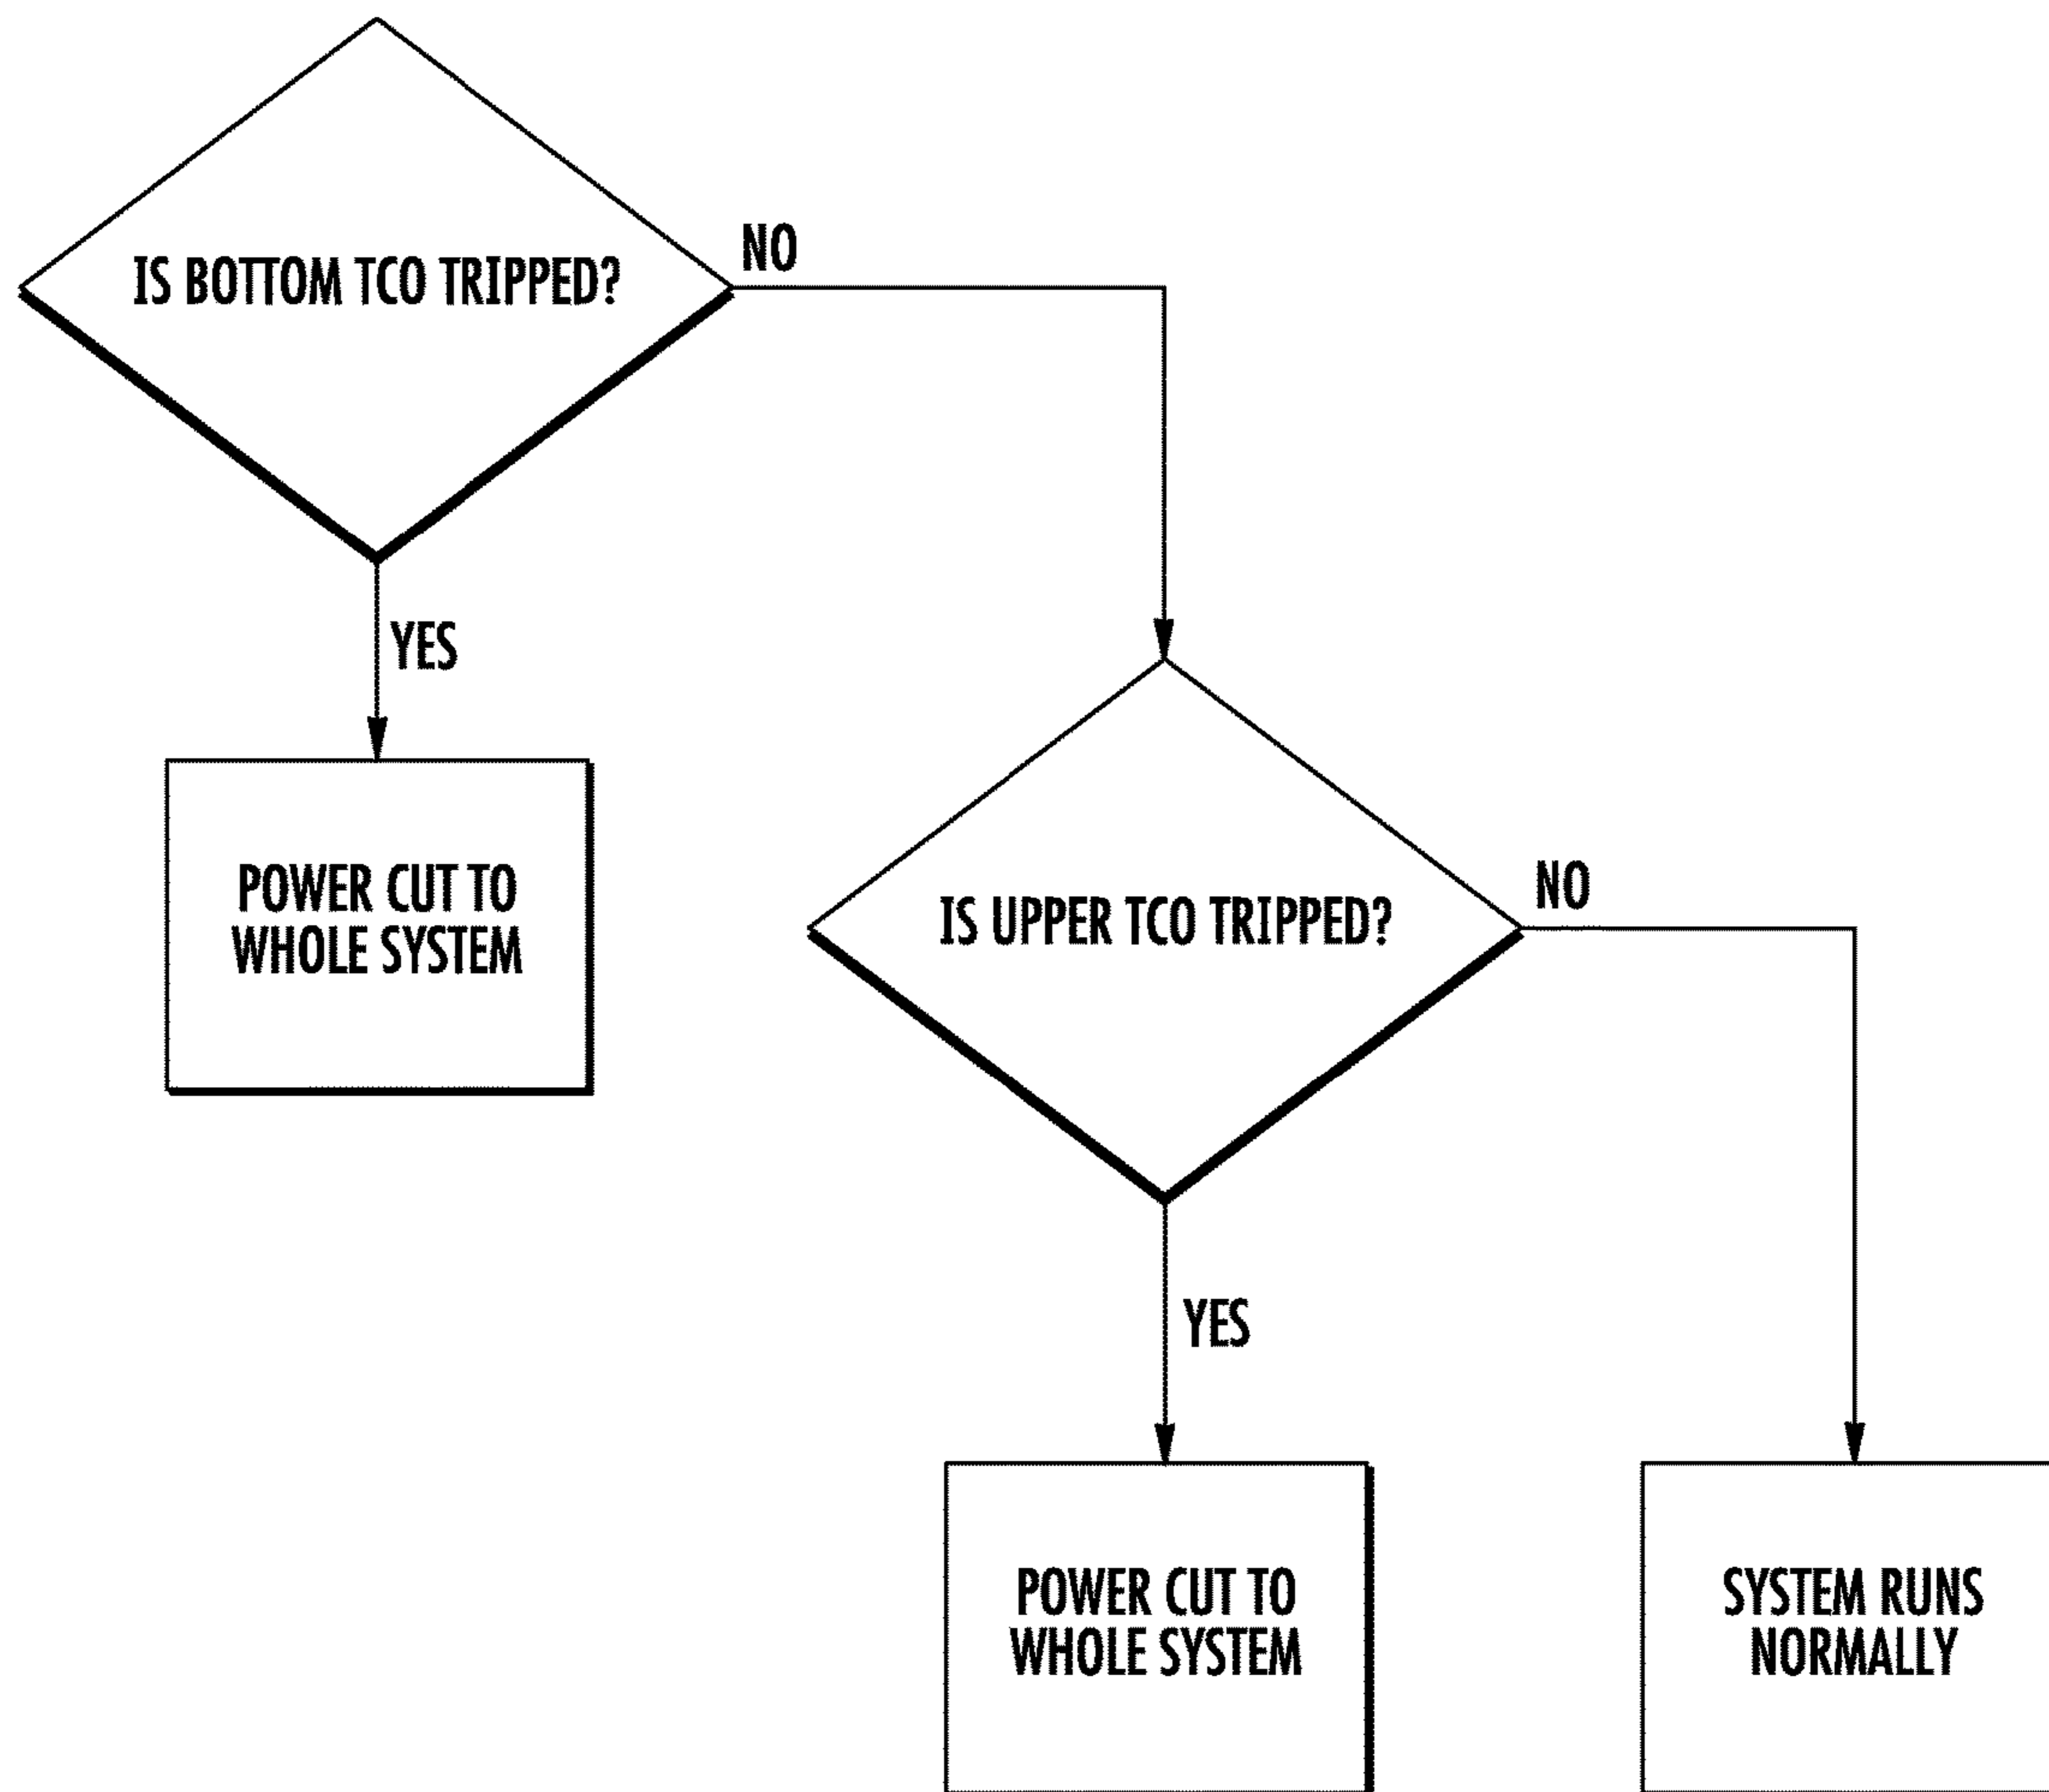 IS BOTTOM TCO TRIPPED?
NO
YES
POWER CUT TO
WHOLE SYSTEM
IS UPPER TCO TRIPPED?
NO
YES
POWER CUT TO
WHOLE SYSTEM
SYSTEM RUNS
NORMALLY